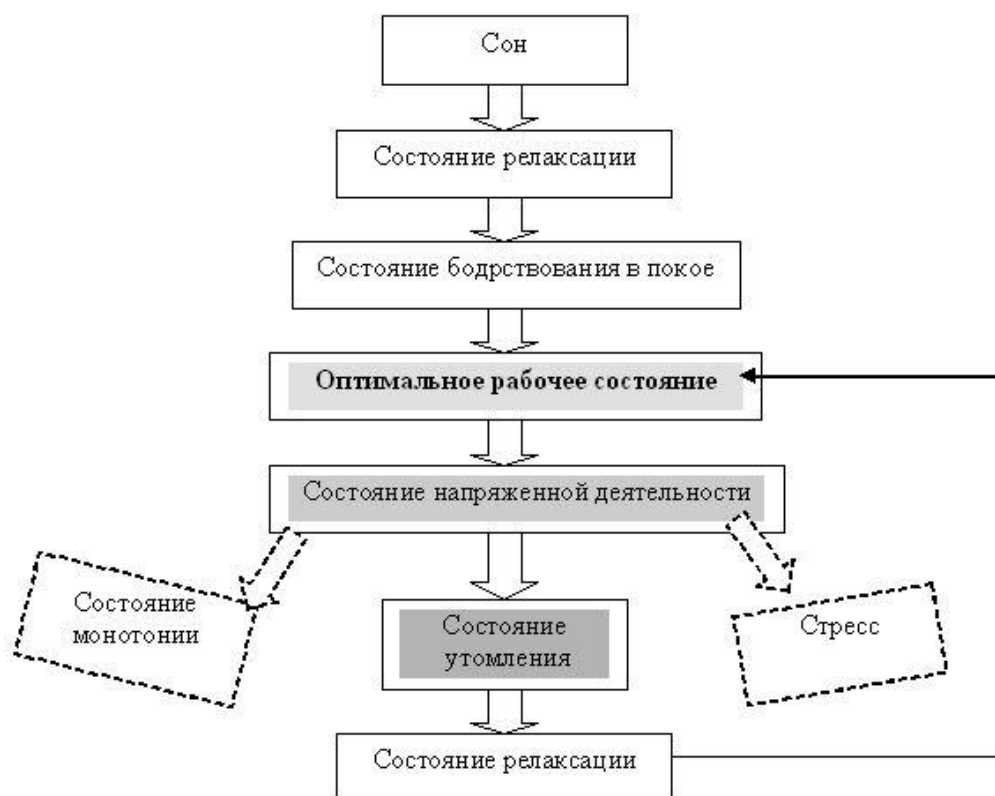 Сон
Состояние релаксации
Состояние бодрствования в покое
Оптимальное рабочее состояние
Состояние напряженной деятельности
Состояние
монотонии
Состояние
утомления
Стресс
Состояние релаксации